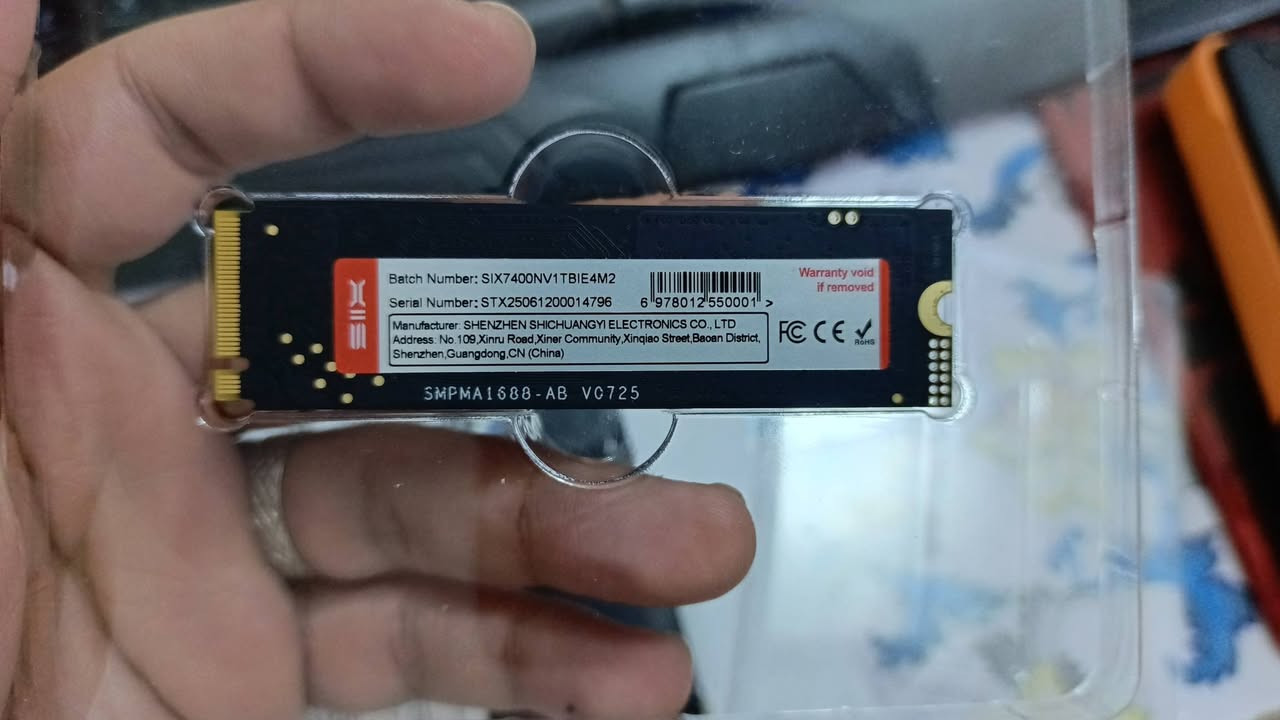 SIX
Batch Number: SIX7400NV1TBIE4M2
Serial Number: STX25061200014796
6 978012 550001 >
Warranty void
if removed
Manufacturer: SHENZHEN SHICHUANGYI ELECTRONICS CO., LTD
Address: No.109,Xinru Road,Xiner Community,Xinqiao Street,Baoan District,
Shenzhen,Guangdong,CN (China)
FC CE RoHS
SMPMA1688-AB V0725